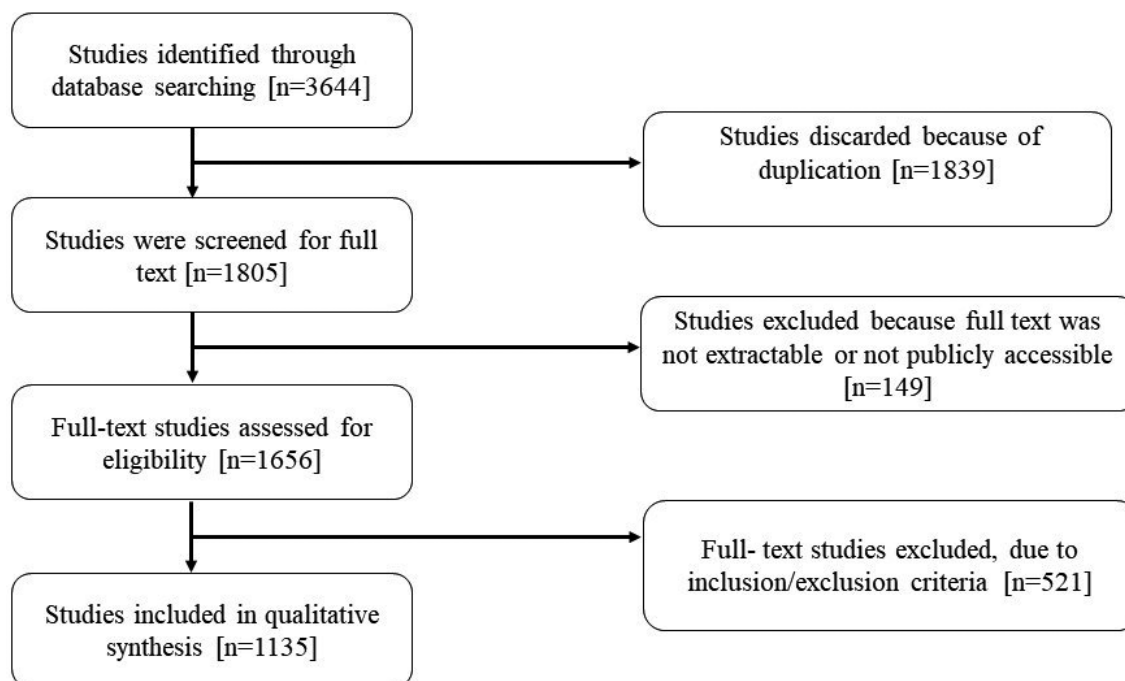 Studies identified through
database searching [n=3644]
Studies discarded because of
duplication [n=1839]
Studies were screened for full
text [n=1805]
Studies excluded because full text was
not extractable or not publicly accessible
[n=149]
Full-text studies assessed for
eligibility [n=1656]
Full- text studies excluded, due to
inclusion/exclusion criteria [n=521]
Studies included in qualitative
synthesis [n=1135]